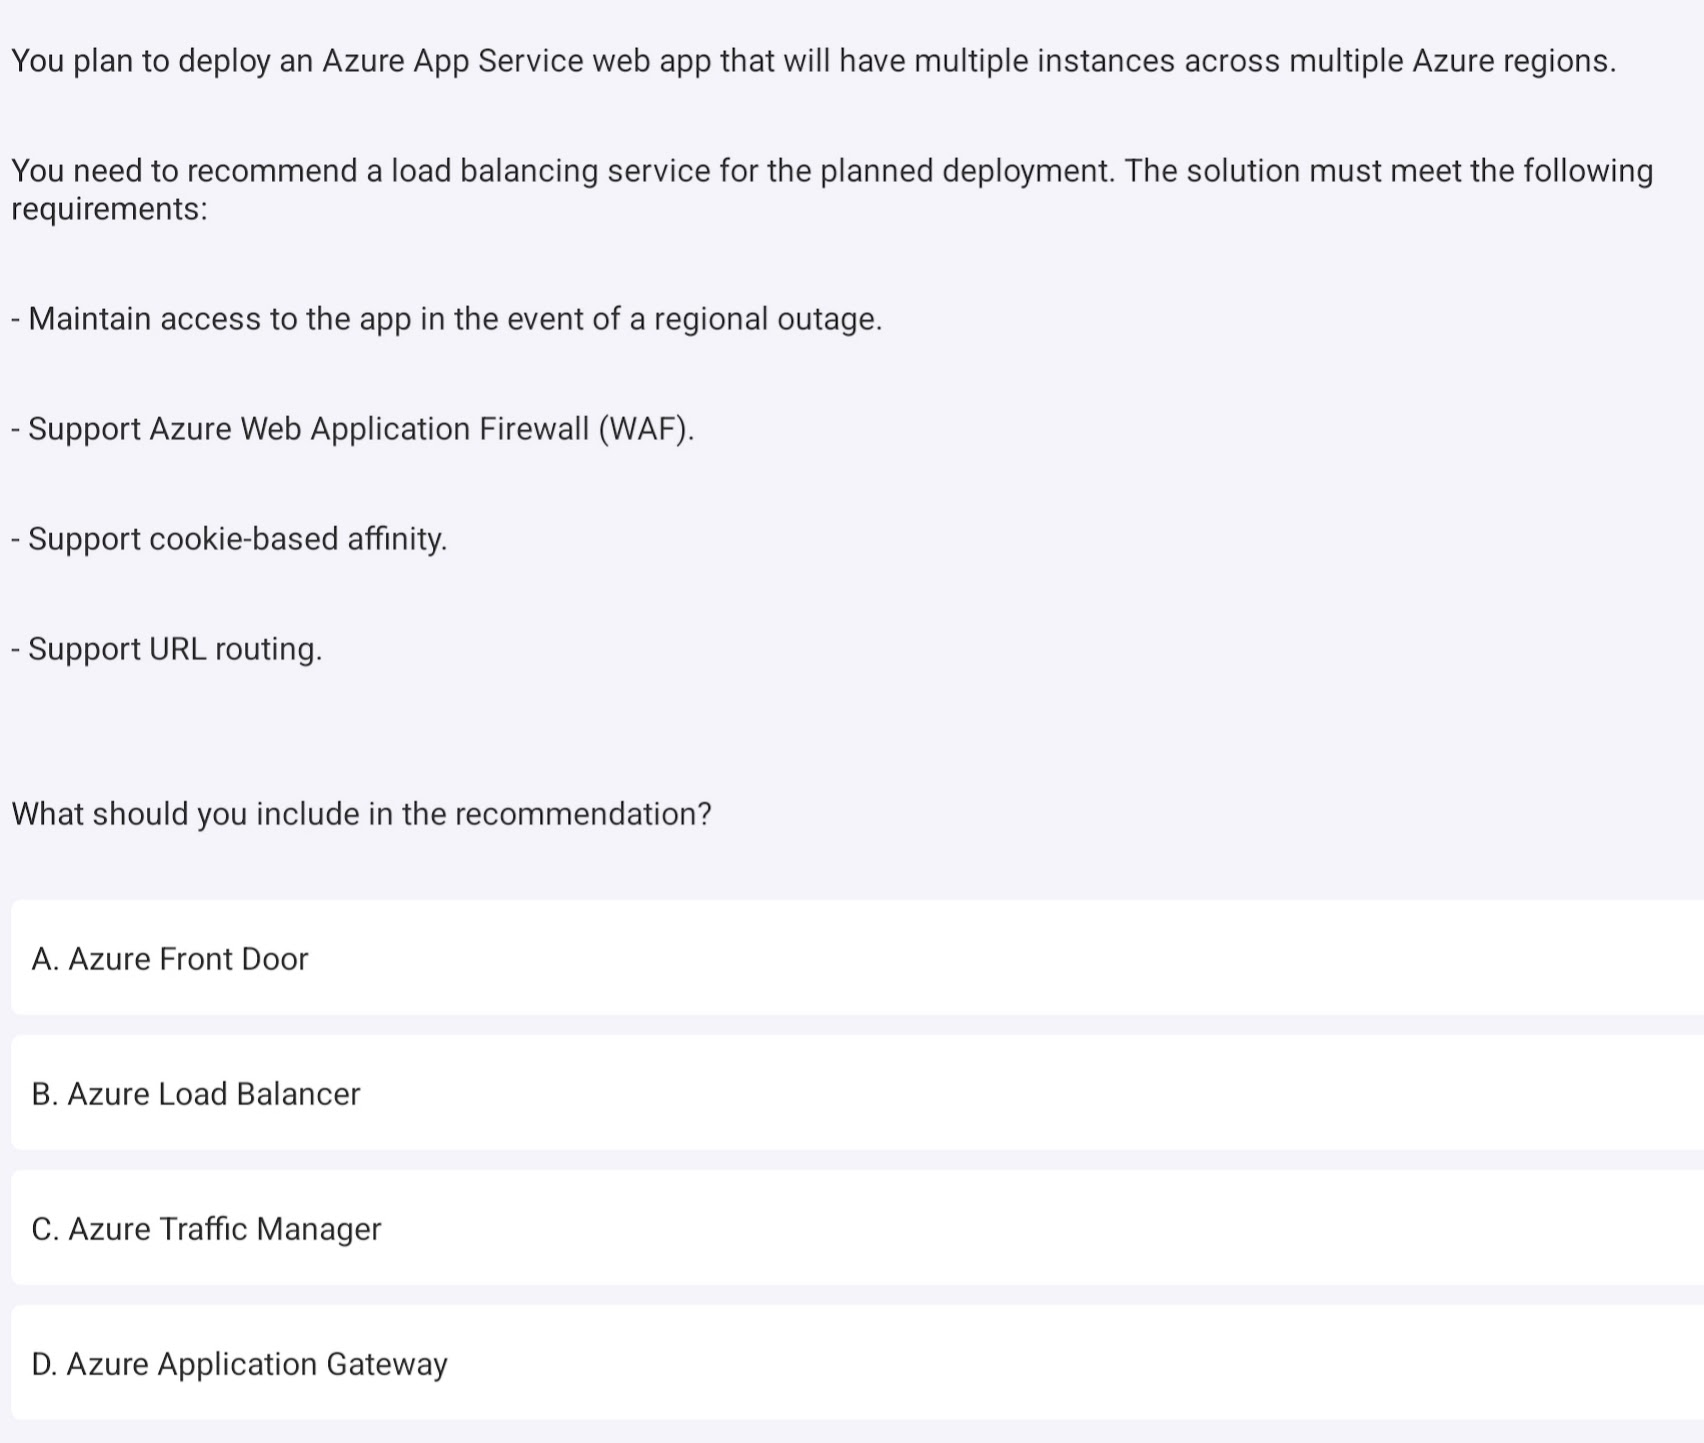 You plan to deploy an Azure App Service web app that will have multiple instances across multiple Azure regions.
You need to recommend a load balancing service for the planned deployment. The solution must meet the following
requirements:
- Maintain access to the app in the event of a regional outage.
- Support Azure Web Application Firewall (WAF).
- Support cookie-based affinity.
- Support URL routing.
What should you include in the recommendation?
A. Azure Front Door
B. Azure Load Balancer
C. Azure Traffic Manager
D. Azure Application Gateway